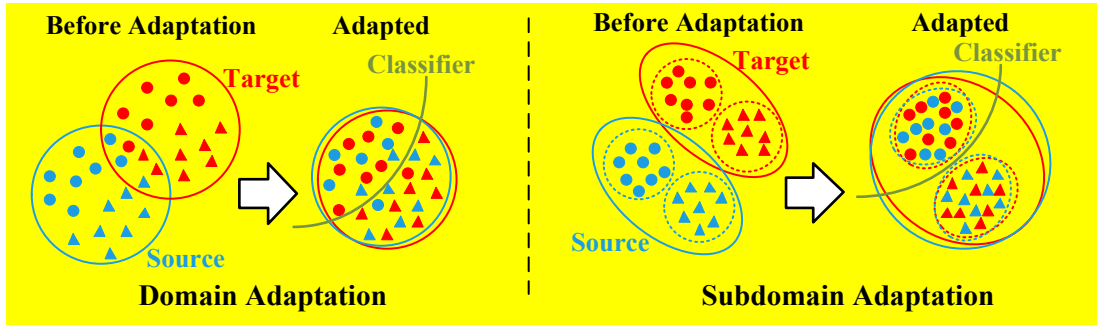 Before Adaptation
Adapted
Target
Classifier
Source
Domain Adaptation
Before Adaptation
Adapted
Target
Classifier
Source
Subdomain Adaptation